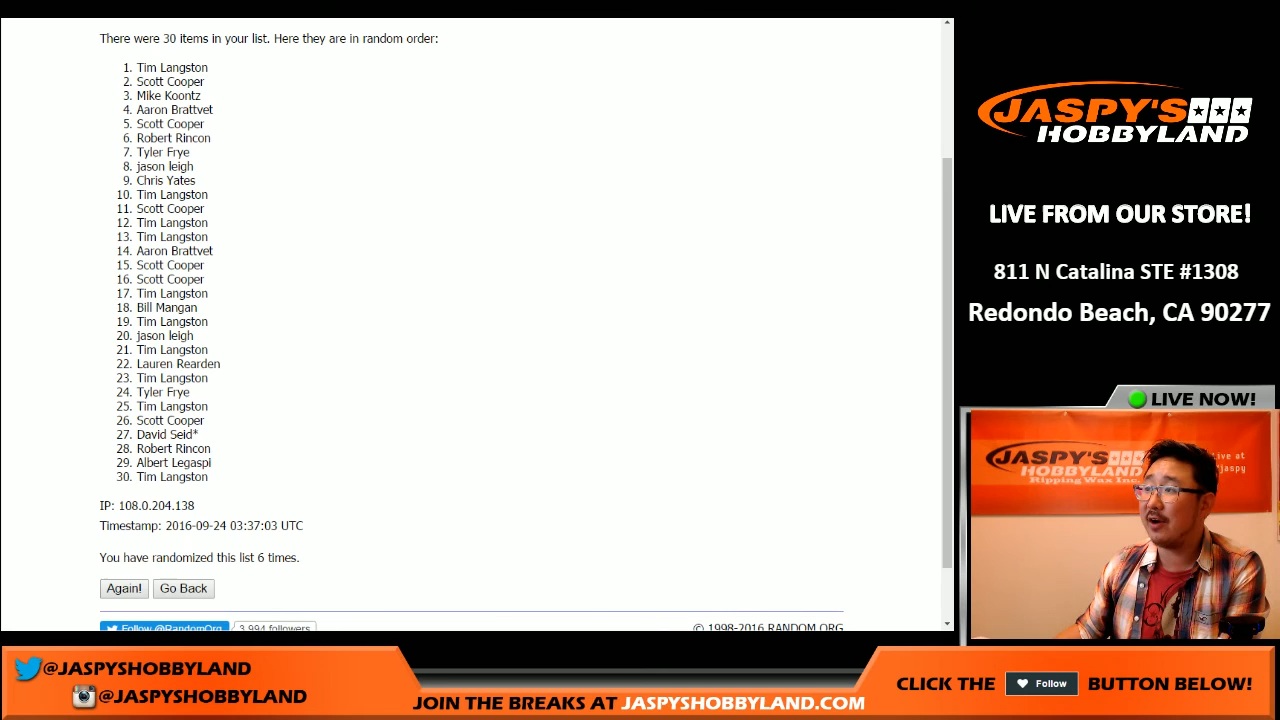 There were 30 items in your list. Here they are in random order:
1. Tim Langston
2. Scott Cooper
3. Mike Koontz
4. Aaron Brattvet
5. Scott Cooper
6. Robert Rincon
7. Tyler Frye
8. jason leigh
9. Chris Yates
10. Tim Langston
11. Scott Cooper
12. Tim Langston
13. Tim Langston
14. Aaron Brattvet
15. Scott Cooper
16. Scott Cooper
17. Tim Langston
18. Bill Mangan
19. Tim Langston
20. jason leigh
21. Tim Langston
22. Lauren Rearden
23. Tim Langston
24. Tyler Frye
25. Tim Langston
26. Scott Cooper
27. David Seid*
28. Robert Rincon
29. Albert Legaspi
30. Tim Langston
IP: 108.0.204.138
Timestamp: 2016-09-24 03:37:03 UTC
You have randomized this list 6 times.
Again! Go Back
Follow @RandomOrg 3,994 followers
© 1998-2016 RANDOM.ORG
JASPY'S
HOBBYLAND
LIVE FROM OUR STORE!
811 N Catalina STE #1308
Redondo Beach, CA 90277
LIVE NOW!
JASPY'S
HOBBYLAND
Ripping Wax Inc.
Live at
jaspy
@JASPYSHOBBYLAND
@JASPYSHOBBYLAND
JOIN THE BREAKS AT JASPYSHOBBYLAND.COM
CLICK THE Follow BUTTON BELOW!